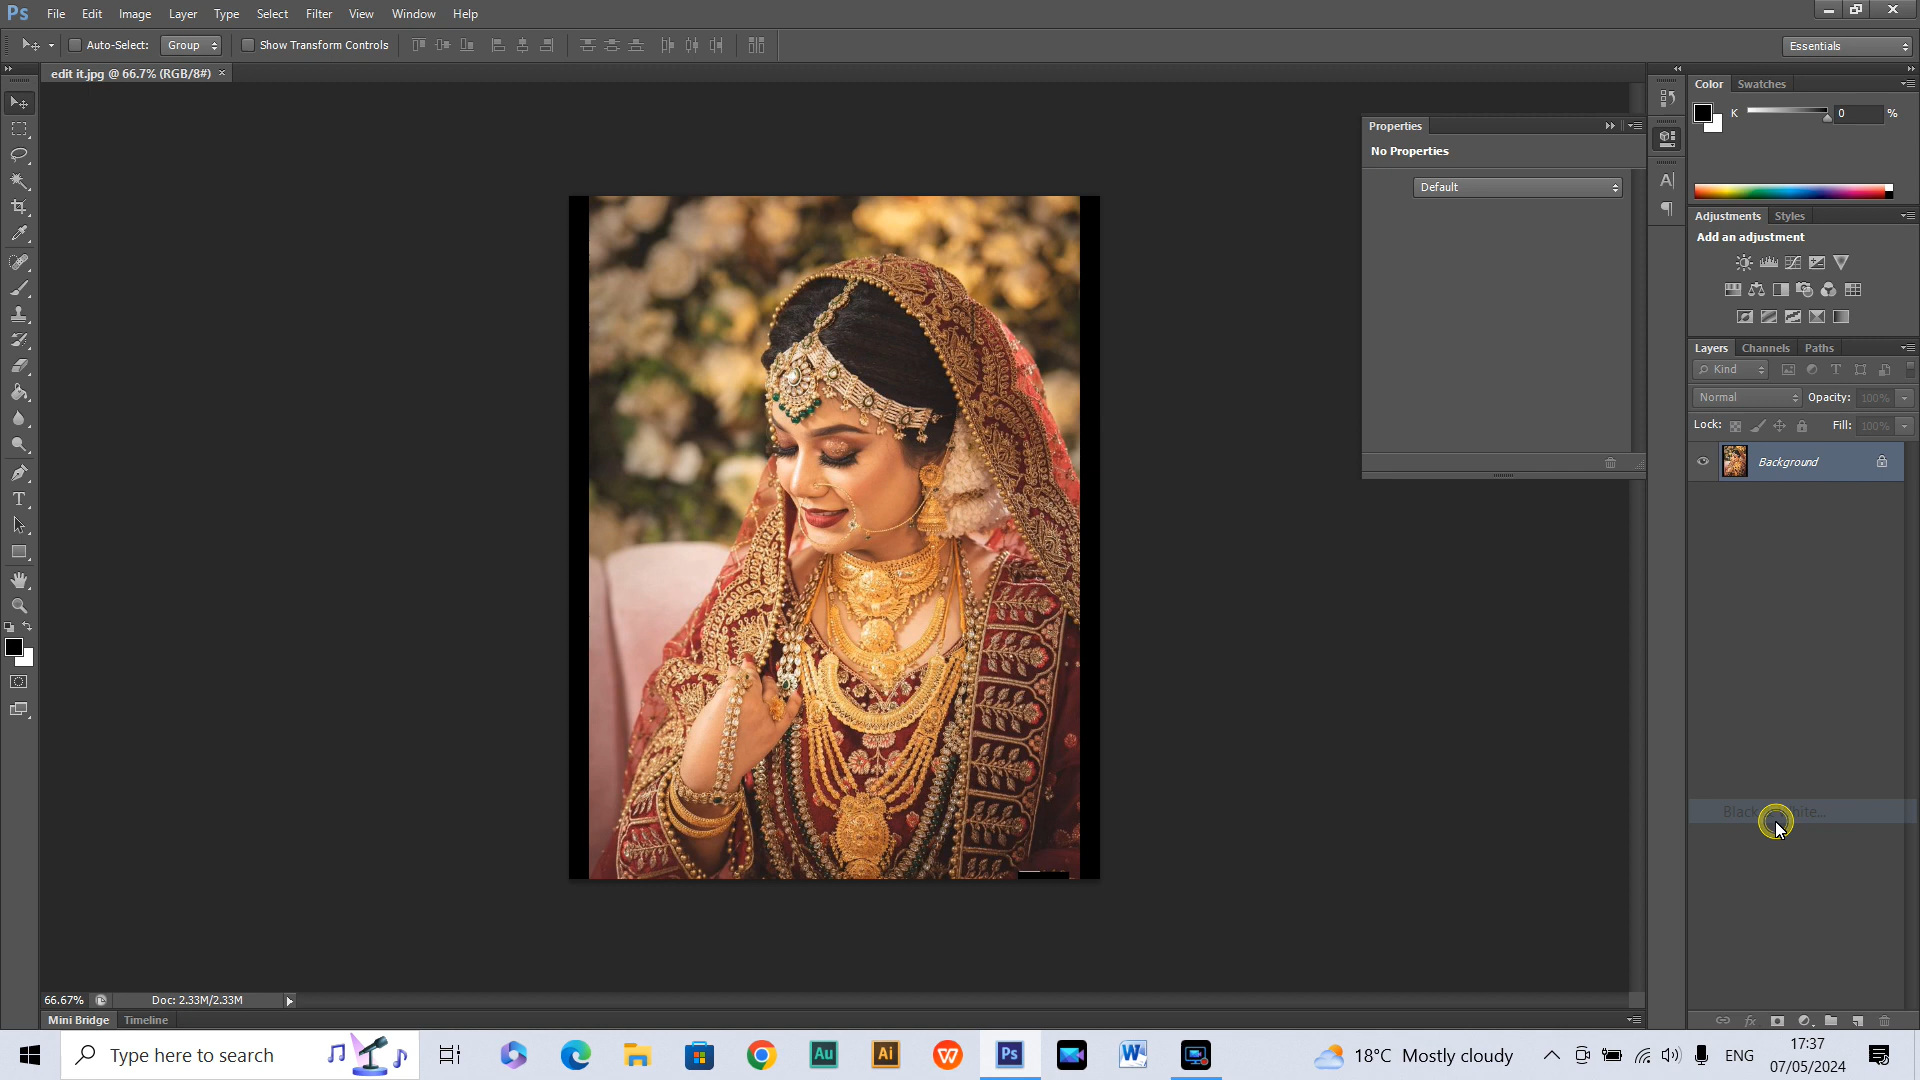 Ps File Edit Image Layer Type Select Filter View Window Help
Auto-Select: Group Show Transform Controls
Essentials
edit it.jpg @ 66.7% (RGB/8#) ×
Properties
No Properties
Default
Color Swatches
K 0 %
Adjustments Styles
Add an adjustment
Layers Channels Paths
Kind
Normal Opacity: 100%
Lock: Fill: 100%
Background
66.67% Doc: 2.33M/2.33M
Mini Bridge Timeline
Type here to search
Au Ai Ps
18°C Mostly cloudy
ENG
17:37
07/05/2024